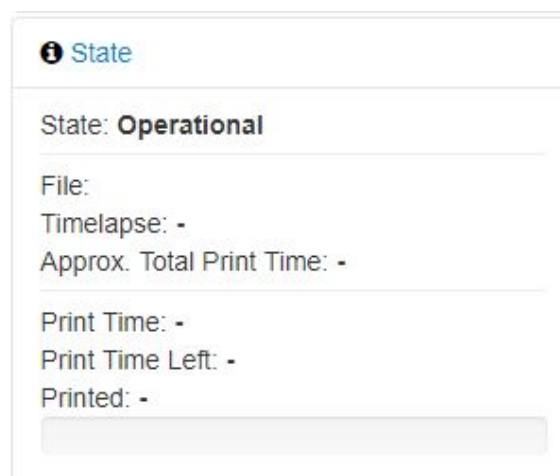 State
State: Operational
File:
Timelapse: -
Approx. Total Print Time: -
Print Time: -
Print Time Left: -
Printed: -